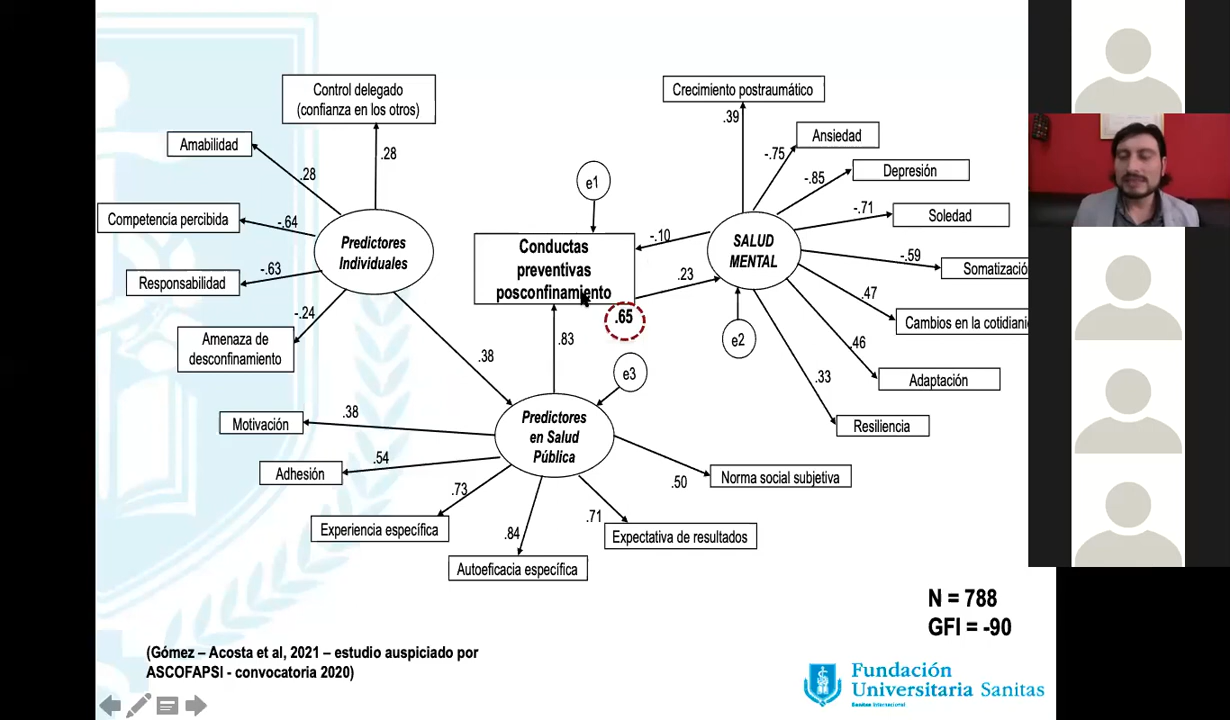 Control delegado
(confianza en los otros)
Crecimiento postraumático
.39
Amabilidad
.28
.28
Ansiedad
-.75
Depresión
-.85
e1
Competencia percibida
-.64
Predictores
Individuales
Conductas
preventivas
posconfinamiento
-.10
SALUD
MENTAL
-.71
Soledad
-.59
Somatizació
Responsabilidad
-.63
.23
.47
Cambios en la cotidiani
-.24
Amenaza de
desconfinamiento
.65
.83
e2
.46
Adaptación
.38
e3
.33
Resiliencia
Motivación
.38
Predictores
en Salud
Pública
Adhesión
.54
.50
Norma social subjetiva
.73
Experiencia específica
.84
Autoeficacia específica
.71
Expectativa de resultados
N = 788
GFI = -90
(Gómez – Acosta et al, 2021 – estudio auspiciado por
ASCOFAPSI - convocatoria 2020)
Fundación
Universitaria Sanitas
Sanitas Internacional